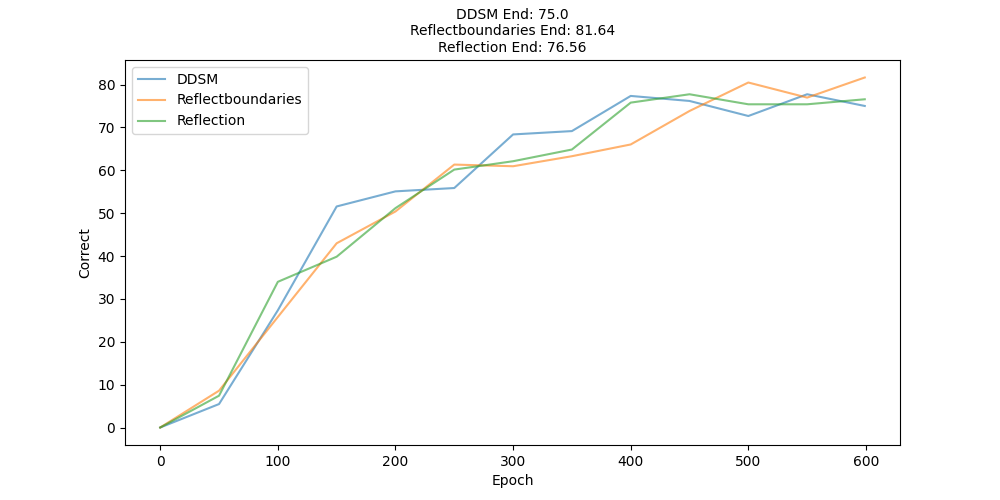 DDSM End: 75.0
Reflectboundaries End: 81.64
Reflection End: 76.56
DDSM
Reflectboundaries
Reflection
80
70
60
50
40
30
20
10
0
Correct
0 100 200 300 400 500 600
Epoch